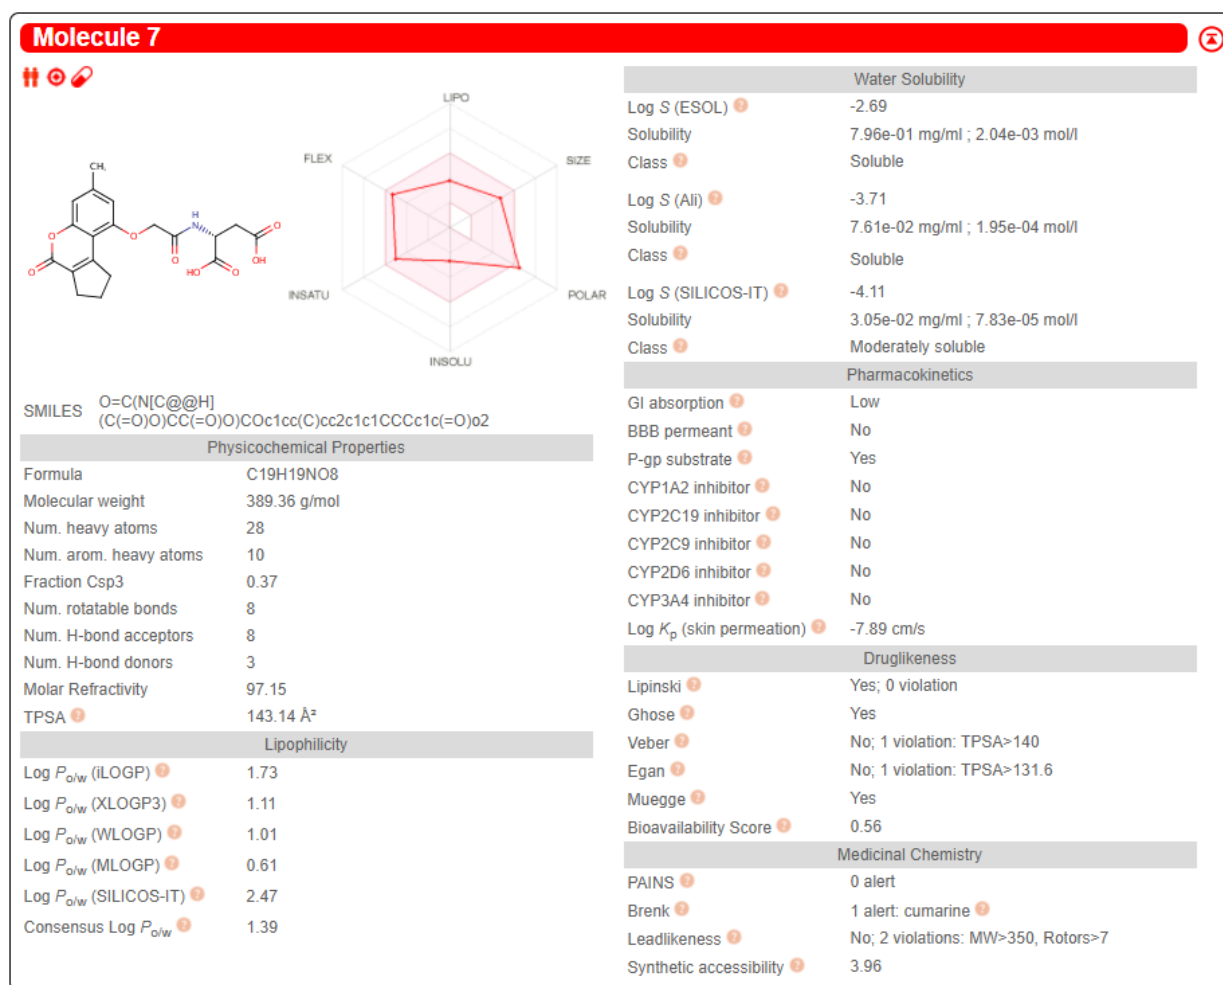 Molecule 7
LIPO
FLEX
SIZE
INSATU
POLAR
INSOLU
CH,
O
O
O
O
H
N
O
HO
O
O
OH
SMILES O=C(N[C@@H]
(C(=O)O)CC(=O)O)COc1cc(C)cc2c1c1CCCc1c(=O)o2
Physicochemical Properties
Formula C19H19NO8
Molecular weight 389.36 g/mol
Num. heavy atoms 28
Num. arom. heavy atoms 10
Fraction Csp3 0.37
Num. rotatable bonds 8
Num. H-bond acceptors 8
Num. H-bond donors 3
Molar Refractivity 97.15
TPSA ? 143.14 Å²
Lipophilicity
Log Po/w (iLOGP) ? 1.73
Log Po/w (XLOGP3) ? 1.11
Log Po/w (WLOGP) ? 1.01
Log Po/w (MLOGP) ? 0.61
Log Po/w (SILICOS-IT) ? 2.47
Consensus Log Po/w ? 1.39
Water Solubility
Log S (ESOL) ? -2.69
Solubility 7.96e-01 mg/ml ; 2.04e-03 mol/l
Class ? Soluble
Log S (Ali) ? -3.71
Solubility 7.61e-02 mg/ml ; 1.95e-04 mol/l
Class ? Soluble
Log S (SILICOS-IT) ? -4.11
Solubility 3.05e-02 mg/ml ; 7.83e-05 mol/l
Class ? Moderately soluble
Pharmacokinetics
GI absorption ? Low
BBB permeant ? No
P-gp substrate ? Yes
CYP1A2 inhibitor ? No
CYP2C19 inhibitor ? No
CYP2C9 inhibitor ? No
CYP2D6 inhibitor ? No
CYP3A4 inhibitor ? No
Log Kp (skin permeation) ? -7.89 cm/s
Druglikeness
Lipinski ? Yes; 0 violation
Ghose ? Yes
Veber ? No; 1 violation: TPSA>140
Egan ? No; 1 violation: TPSA>131.6
Muegge ? Yes
Bioavailability Score ? 0.56
Medicinal Chemistry
PAINS ? 0 alert
Brenk ? 1 alert: cumarine ?
Leadlikeness ? No; 2 violations: MW>350, Rotors>7
Synthetic accessibility ? 3.96